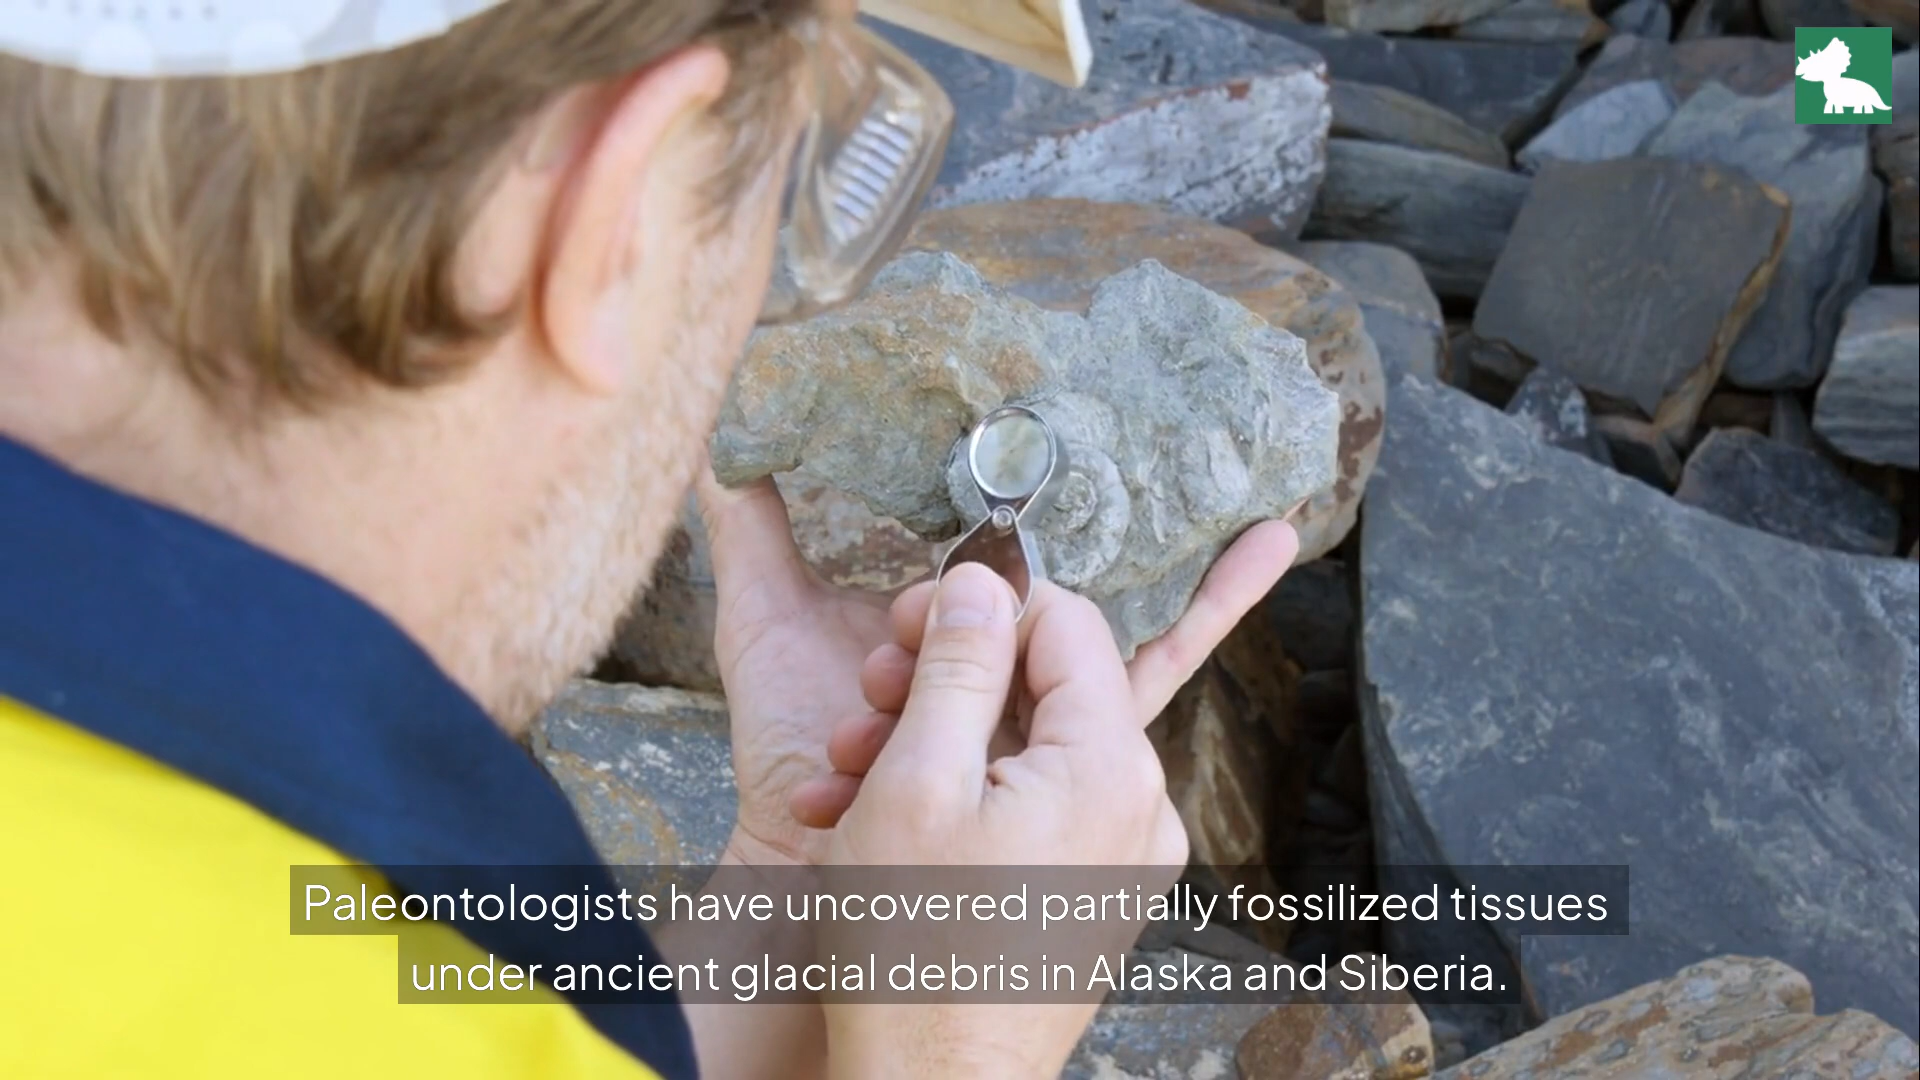 Paleontologists have uncovered partially fossilized tissues
under ancient glacial debris in Alaska and Siberia.